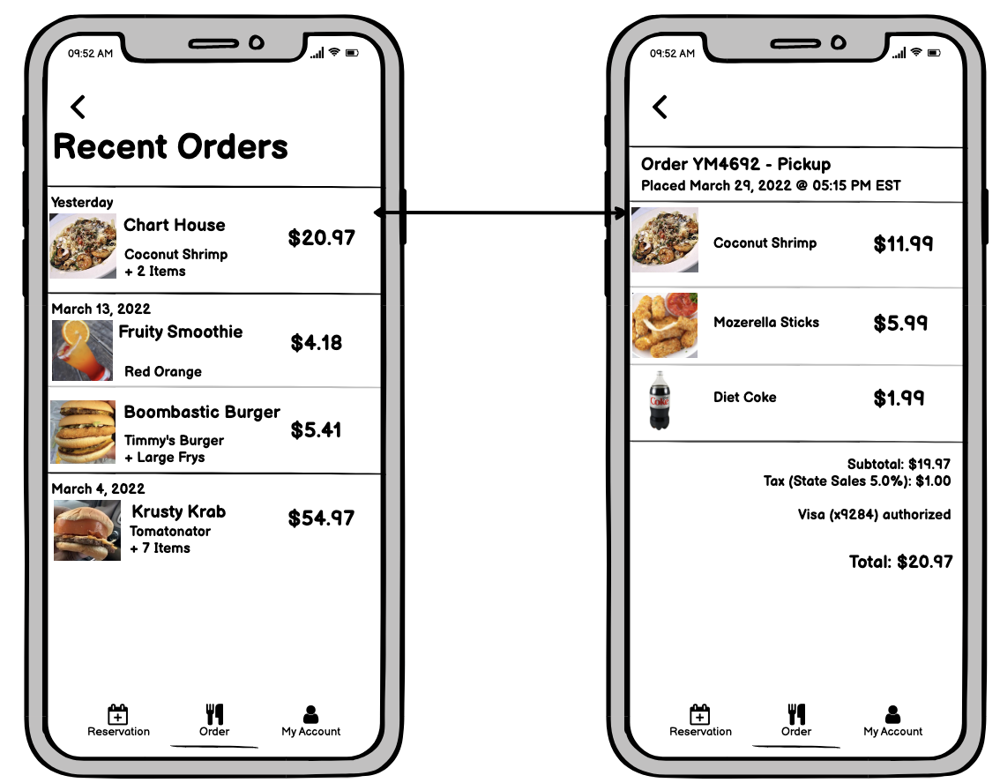 09:52 AM
Recent Orders
Yesterday
Chart House
$20.97
Coconut Shrimp
+ 2 Items
March 13, 2022
Fruity Smoothie
$4.18
Red Orange
Boombastic Burger
$5.41
Timmy's Burger
+ Large Frys
March 4, 2022
Krusty Krab
$54.97
Tomatonator
+ 7 Items
Reservation
Order
My Account
09:52 AM
Order YM4692 - Pickup
Placed March 29, 2022 @ 05:15 PM EST
Coconut Shrimp
$11.99
Mozerella Sticks
$5.99
Coke
Diet Coke
$1.99
Subtotal: $19.97
Tax (State Sales 5.0%): $1.00
Visa (x9284) authorized
Total: $20.97
Reservation
Order
My Account